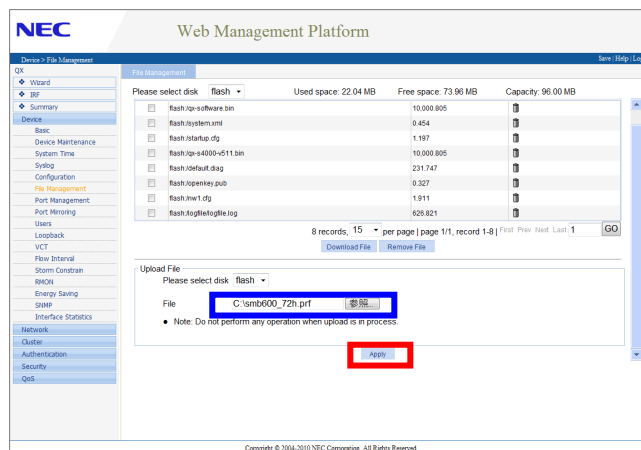 NEC
Web Management Platform
Device > File Management
Save | Help | Lo
QX
Wizard
IRF
Summary
Device
Basic
Device Maintenance
System Time
Syslog
Configuration
File Management
Port Management
Port Mirroring
Users
Loopback
VCT
Flow Interval
Storm Constrain
RMON
Energy Saving
SNMP
Interface Statistics
Network
Cluster
Authentication
Security
QoS
File Management
Please select disk flash Used space: 22.04 MB Free space: 73.96 MB Capacity: 96.00 MB
flash:/qx-software.bin 10,000.805
flash:/system.xml 0.454
flash:/startup.cfg 1.197
flash:/qx-s4000-v511.bin 10,000.805
flash:/default.diag 231.747
flash:/openkey.pub 0.327
flash:/nw1.cfg 1.911
flash:/logfile/logfile.log 626.821
8 records, 15 per page | page 1/1, record 1-8 | First Prev Next Last 1 GO
Download File Remove File
Upload File
Please select disk flash
File C:\smb600_72h.prf 参照...
● Note: Do not perform any operation when upload is in process.
Apply
Copyright © 2004-2010 NEC Corporation. All Rights Reserved.